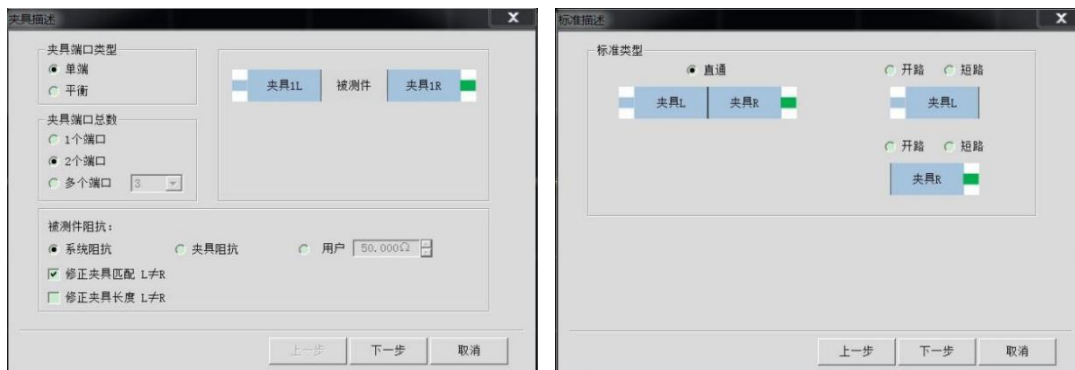 夹具描述
X
夹具端口类型
单端
平衡
夹具1L 被测件 夹具1R
夹具端口总数
1个端口
2个端口
多个端口 3
被测件阻抗:
系统阻抗 夹具阻抗 用户 50.000Ω
修正夹具匹配 L≠R
修正夹具长度 L≠R
上一步 下一步 取消
标准描述
X
标准类型
直通 开路 短路
夹具L 夹具R 夹具L
开路 短路
夹具R
上一步 下一步 取消